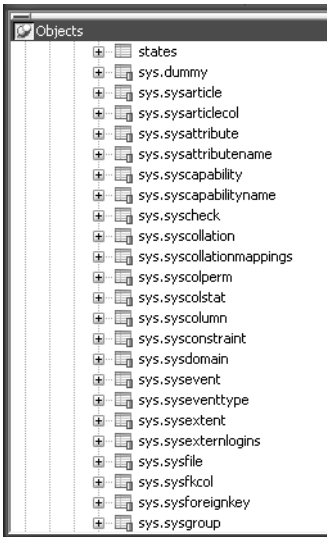 Objects
states
sys.dummy
sys.sysarticle
sys.sysarticlecol
sys.sysattribute
sys.sysattributename
sys.syscapability
sys.syscapabilityname
sys.syscheck
sys.syscollation
sys.syscollationmappings
sys.syscolperm
sys.syscolstat
sys.syscolumn
sys.sysconstraint
sys.sysdomain
sys.sysevent
sys.syseventtype
sys.sysextent
sys.sysexternlogins
sys.sysfile
sys.sysfkcol
sys.sysforeignkey
sys.sysgroup